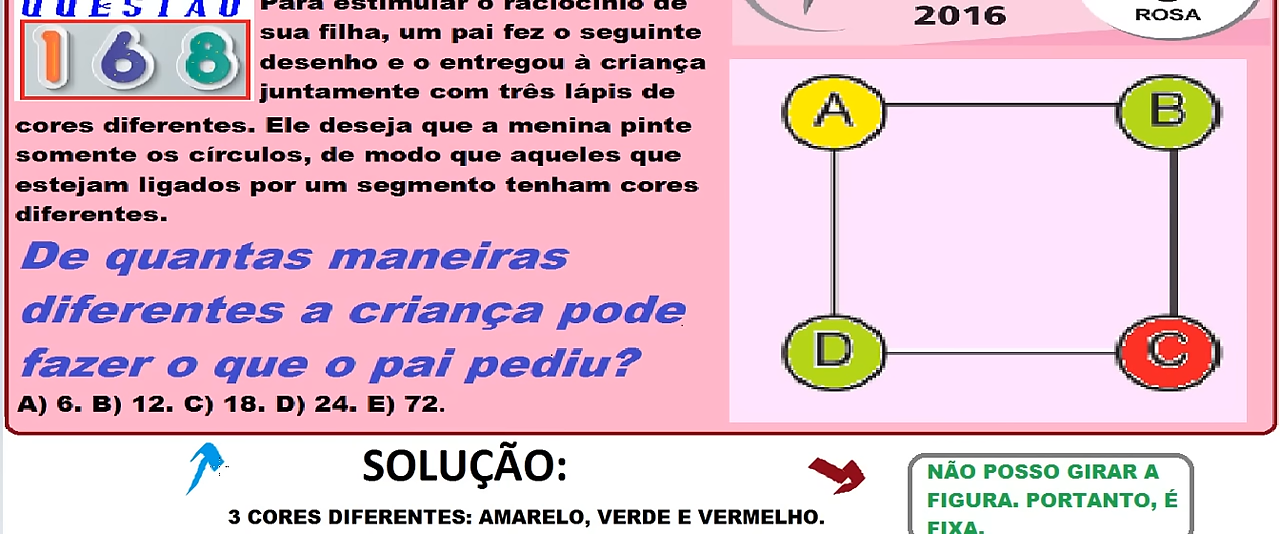 QUESTÃO
168
Para estimular o raciocínio de
sua filha, um pai fez o seguinte
desenho e o entregou à criança
juntamente com três lápis de
cores diferentes. Ele deseja que a menina pinte
somente os círculos, de modo que aqueles que
estejam ligados por um segmento tenham cores
diferentes.
De quantas maneiras
diferentes a criança pode
fazer o que o pai pediu?
A) 6. B) 12. C) 18. D) 24. E) 72.
2016
ROSA
A
B
D
C
SOLUÇÃO:
3 CORES DIFERENTES: AMARELO, VERDE E VERMELHO.
NÃO POSSO GIRAR A
FIGURA. PORTANTO, É
FIXA.